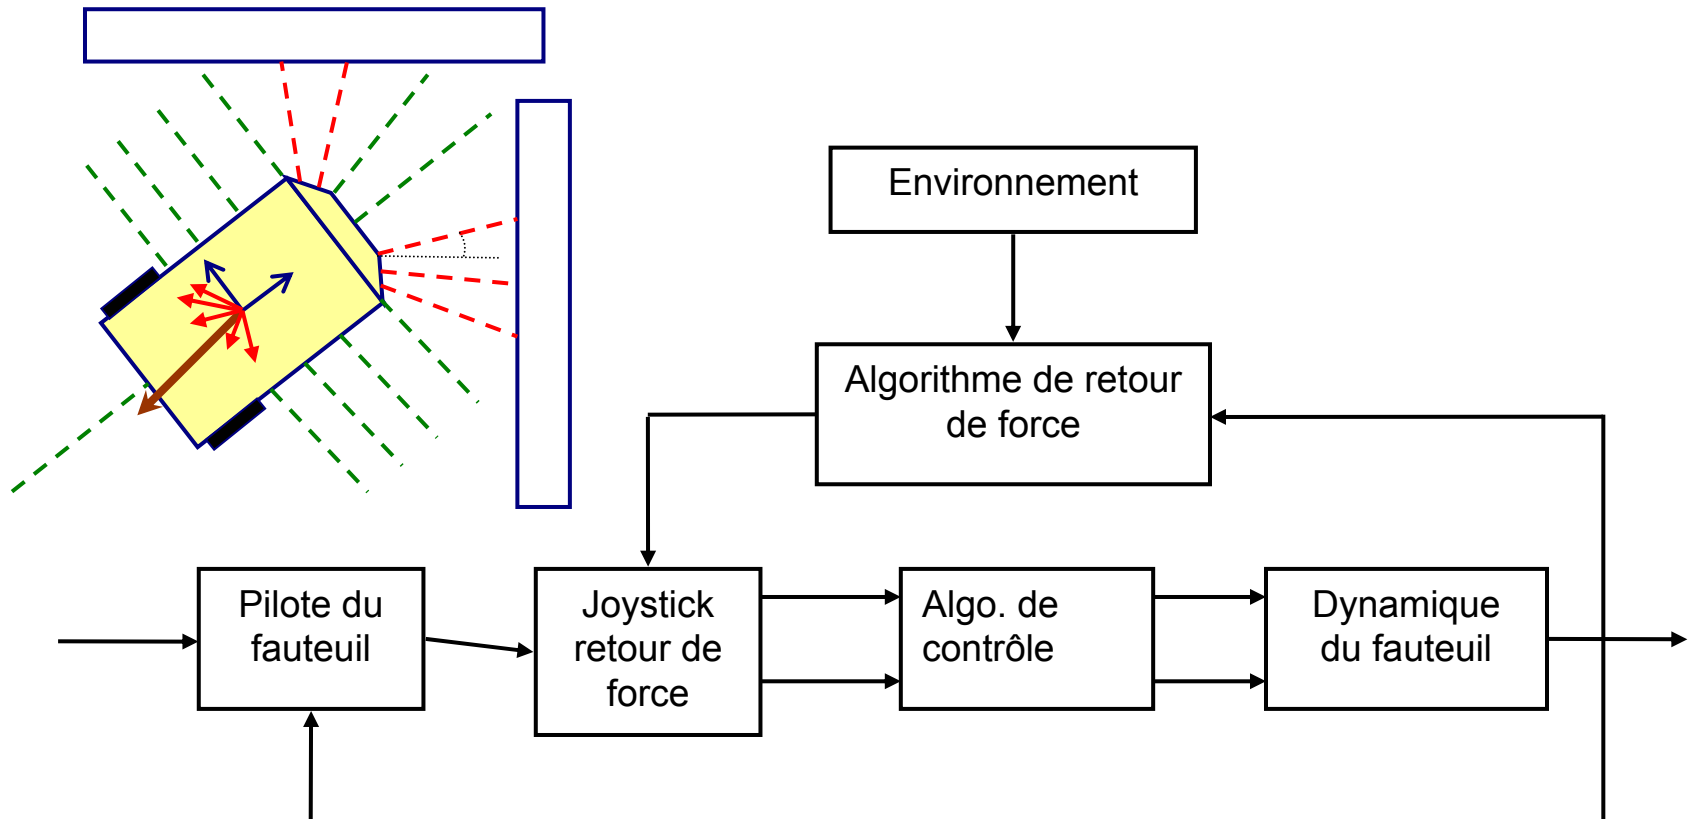 Environnement
Algorithme de retour
de force
Pilote du
fauteuil
Joystick
retour de
force
Algo. de
contrôle
Dynamique
du fauteuil